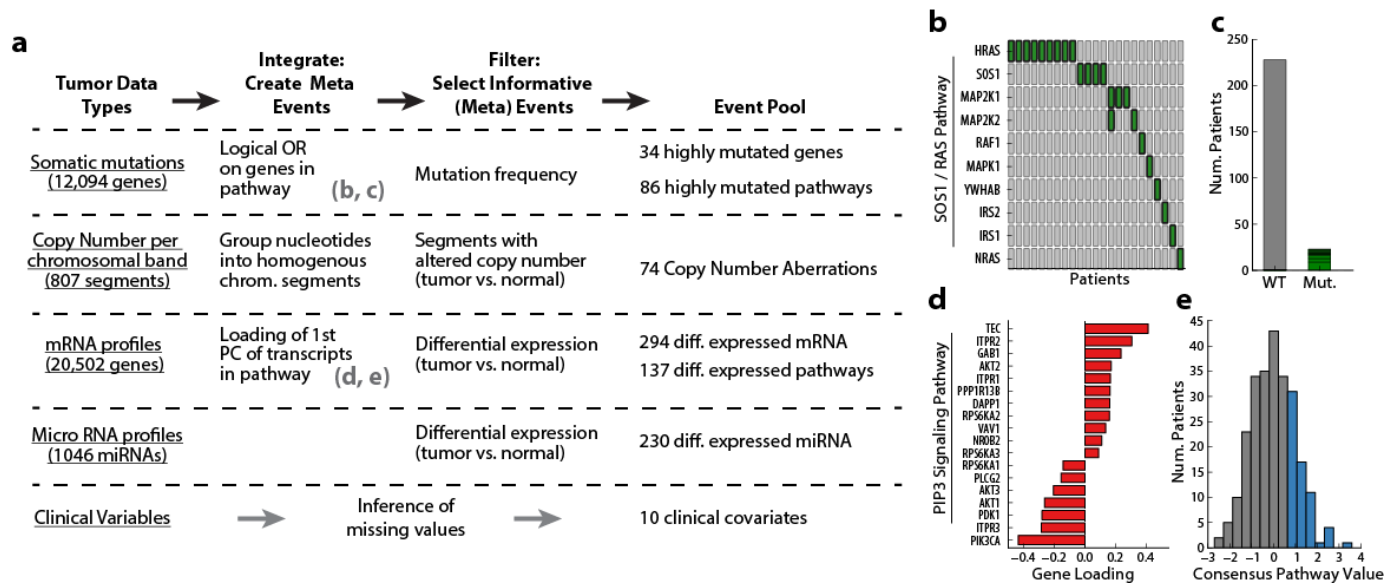 a
Tumor Data
Types
Integrate:
Create Meta
Events
Filter:
Select Informative
(Meta) Events
Event Pool
Somatic mutations
(12,094 genes)
Logical OR
on genes in
pathway
(b, c)
Mutation frequency
34 highly mutated genes
86 highly mutated pathways
Copy Number per
chromosomal band
(807 segments)
Group nucleotides
into homogenous
chrom. segments
Segments with
altered copy number
(tumor vs. normal)
74 Copy Number Aberrations
mRNA profiles
(20,502 genes)
Loading of 1st
PC of transcripts
in pathway
(d, e)
Differential expression
(tumor vs. normal)
294 diff. expressed mRNA
137 diff. expressed pathways
Micro RNA profiles
(1046 miRNAs)
Differential expression
(tumor vs. normal)
230 diff. expressed miRNA
Clinical Variables
Inference of
missing values
10 clinical covariates
b
SOS1 / RAS Pathway
HRAS
SOS1
MAP2K1
MAP2K2
RAF1
MAPK1
YWHAB
IRS2
IRS1
NRAS
Patients
c
Num. Patients
250
200
150
100
50
0
WT Mut.
d
PIP3 Signaling Pathway
TEC
ITPR2
GAB1
AKT2
ITPR1
PPP1R13B
DAPP1
RPS6KA2
VAV1
NR0B2
RPS6KA3
RPS6KA1
PLCG2
AKT3
AKT1
PDK1
ITPR3
PIK3CA
−0.4 −0.2 0.0 0.2 0.4
Gene Loading
e
Num. Patients
45
40
35
30
25
20
15
10
5
0
−3 −2 −1 0 1 2 3 4
Consensus Pathway Value